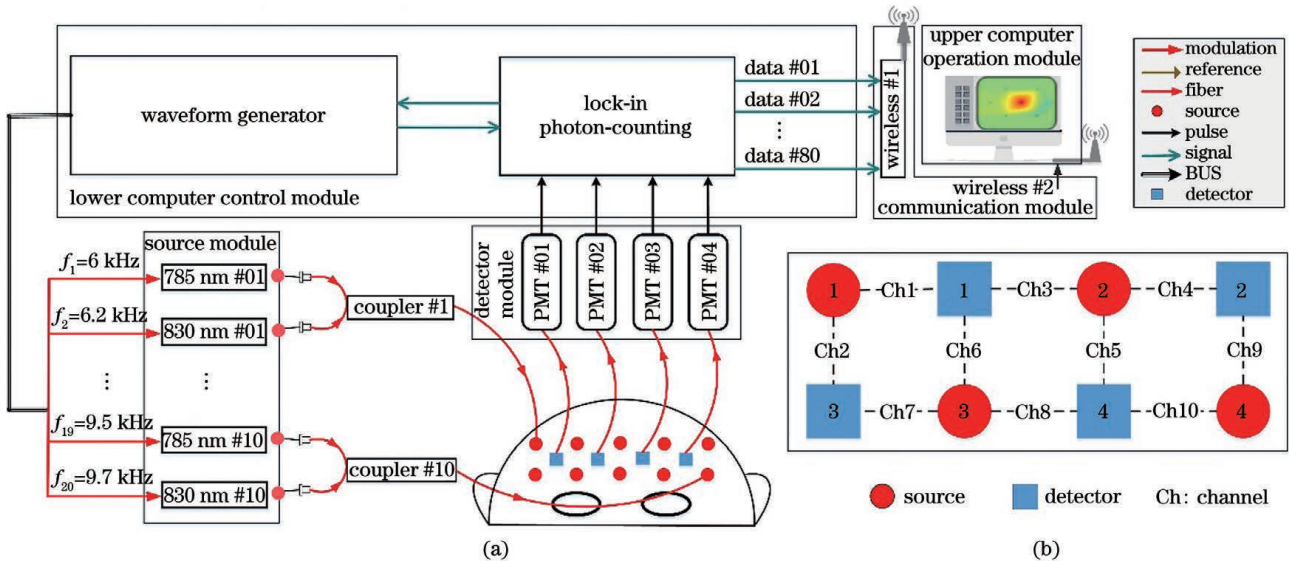 waveform generator
lower computer control module
lock-in
photon-counting
data #01
data #02
⋮
data #80
wireless #1
upper computer
operation module
wireless #2
communication module
modulation
reference
fiber
source
pulse
signal
BUS
detector
source module
f1=6 kHz
785 nm #01
f2=6.2 kHz
830 nm #01
⋮
⋮
f19=9.5 kHz
785 nm #10
f20=9.7 kHz
830 nm #10
coupler #1
coupler #10
detector
module
PMT #01
PMT #02
PMT #03
PMT #04
(a)
1 Ch1 1 Ch3 2 Ch4 2
Ch2 Ch6 Ch5 Ch9
3 Ch7 3 Ch8 4 Ch10 4
source detector Ch: channel
(b)